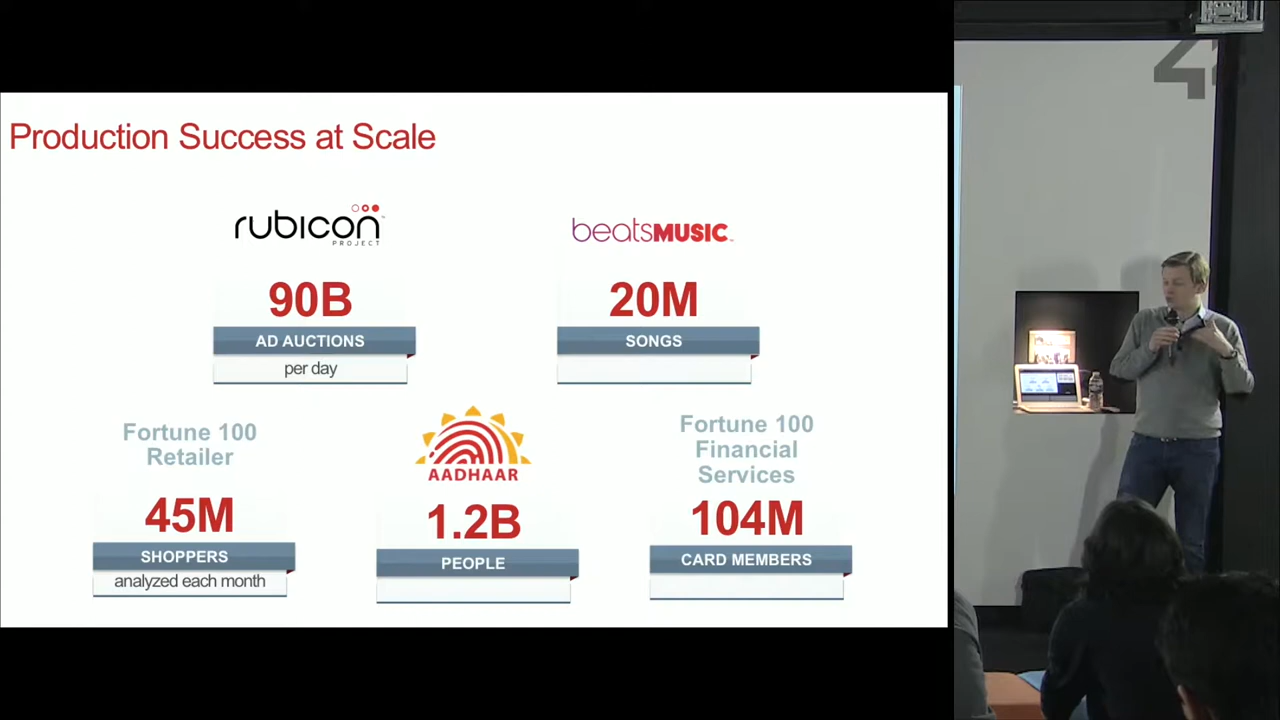 Production Success at Scale
rubicon
PROJECT
beatsMUSIC
90B
AD AUCTIONS
per day
20M
SONGS
Fortune 100
Retailer
45M
SHOPPERS
analyzed each month
AADHAAR
1.2B
PEOPLE
Fortune 100
Financial
Services
104M
CARD MEMBERS